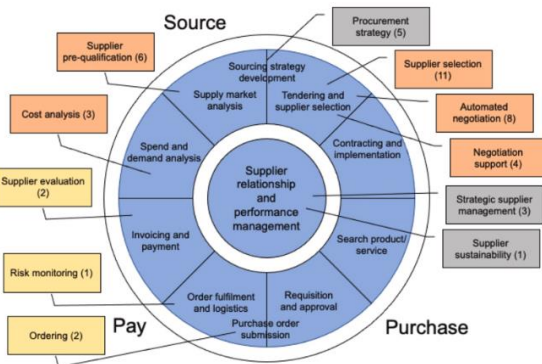 Source
Procurement
strategy (5)
Supplier
pre-qualification (6)
Sourcing strategy
development
Supplier selection
(11)
Supply market
analysis
Tendering and
supplier selection
Automated
negotiation (8)
Cost analysis (3)
Spend and
demand analysis
Contracting and
implementation
Negotiation
support (4)
Supplier evaluation
(2)
Supplier
relationship
and
performance
management
Strategic supplier
management (3)
Invoicing and
payment
Search product/
service
Supplier
sustainability (1)
Risk monitoring (1)
Order fulfilment
and logistics
Requisition
and approval
Ordering (2)
Pay
Purchase order
submission
Purchase